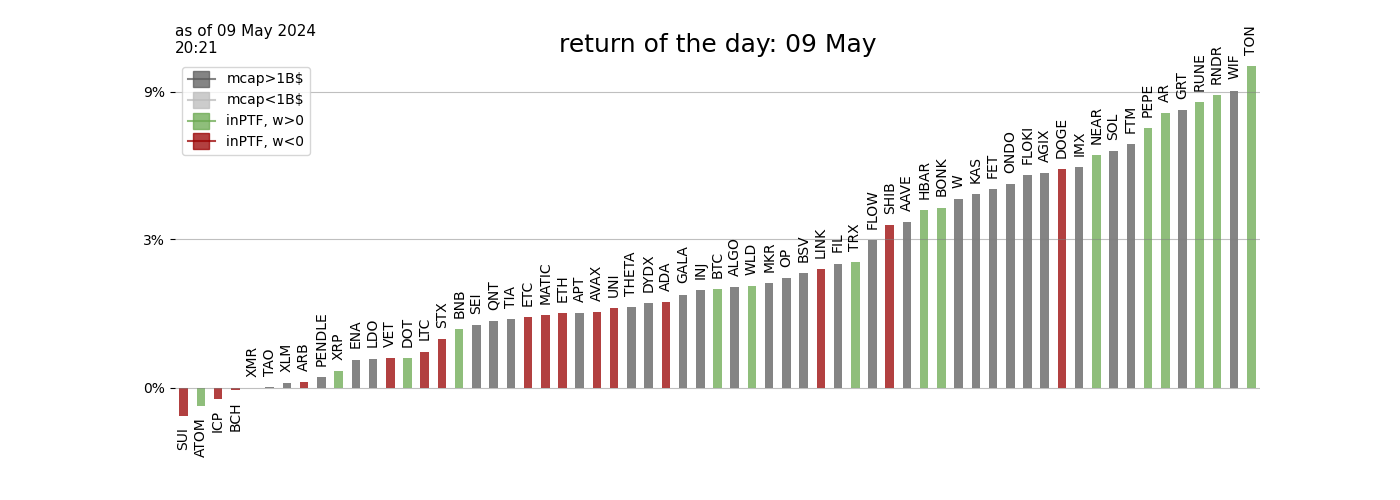 as of 09 May 2024
20:21
return of the day: 09 May
mcap>1B$
mcap<1B$
inPTF, w>0
inPTF, w<0
9%
3%
0%
SUI
ATOM
ICP
BCH
XMR
TAO
XLM
ARB
PENDLE
XRP
ENA
LDO
VET
DOT
LTC
STX
BNB
SEI
QNT
TIA
ETC
MATIC
ETH
APT
AVAX
UNI
THETA
DYDX
ADA
GALA
INJ
BTC
ALGO
WLD
MKR
OP
BSV
LINK
FIL
TRX
FLOW
SHIB
AAVE
HBAR
BONK
W
KAS
FET
ONDO
FLOKI
AGIX
DOGE
IMX
NEAR
SOL
FTM
PEPE
AR
GRT
RUNE
RNDR
WIF
TON